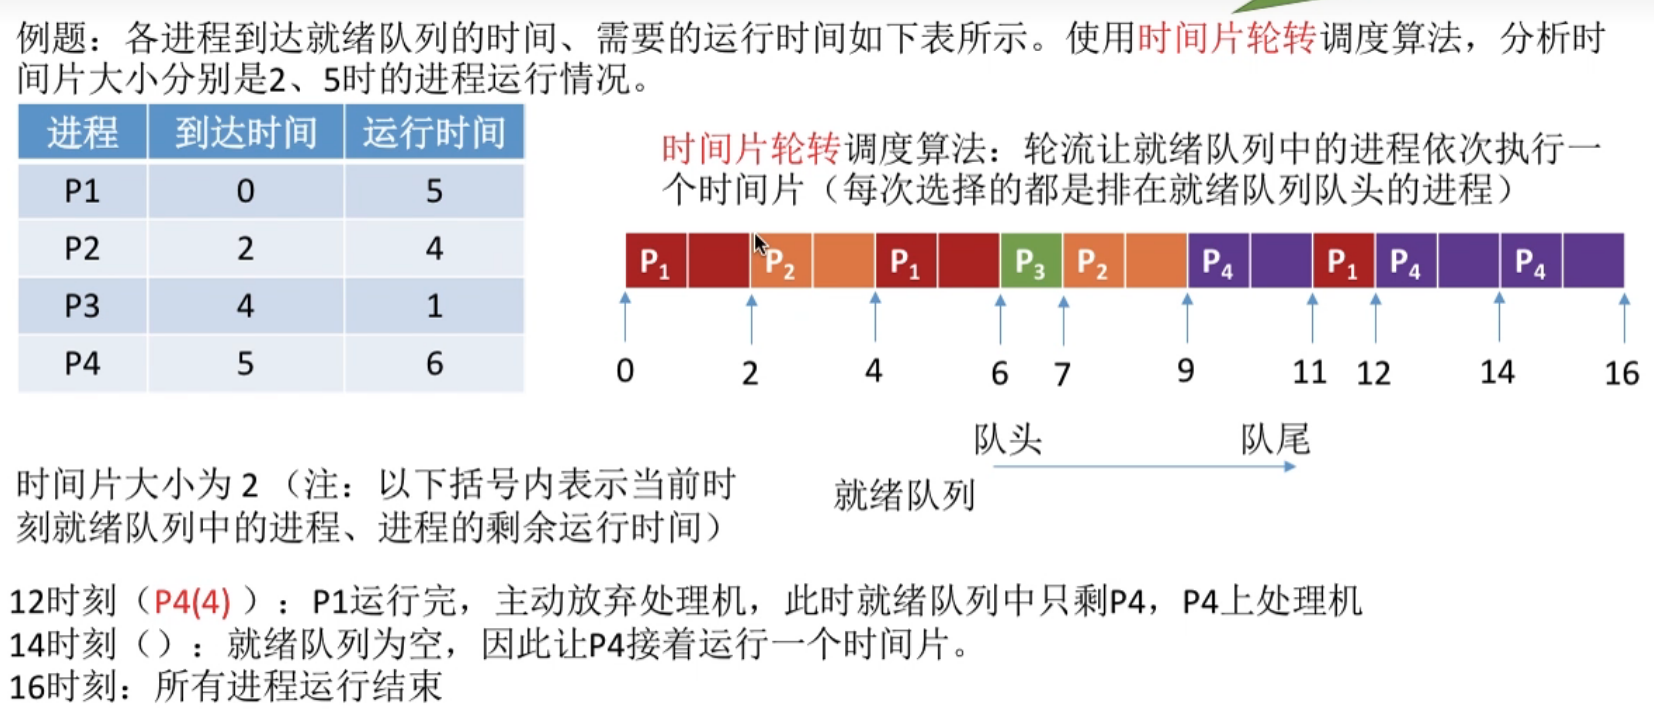 例题：各进程到达就绪队列的时间、需要的运行时间如下表所示。使用时间片轮转调度算法，分析时
间片大小分别是2、5时的进程运行情况。
进程 到达时间 运行时间
P1 0 5
P2 2 4
P3 4 1
P4 5 6
时间片轮转调度算法：轮流让就绪队列中的进程依次执行一
个时间片（每次选择的都是排在就绪队列队头的进程）
P1 P2 P1 P3 P2 P4 P1 P4 P4
0 2 4 6 7 9 11 12 14 16
队头 队尾
就绪队列
时间片大小为 2 （注：以下括号内表示当前时
刻就绪队列中的进程、进程的剩余运行时间）
12时刻（P4(4) ）：P1运行完，主动放弃处理机，此时就绪队列中只剩P4，P4上处理机
14时刻（）：就绪队列为空，因此让P4接着运行一个时间片。
16时刻：所有进程运行结束